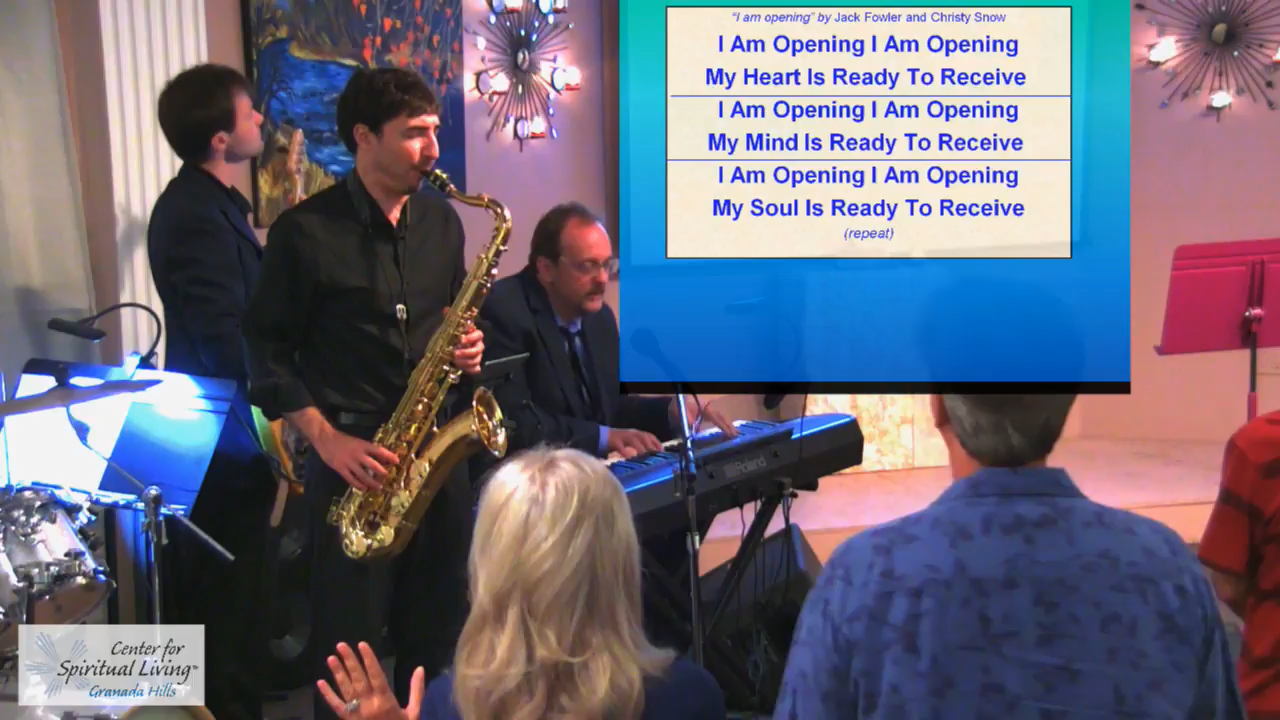 "I am opening" by Jack Fowler and Christy Snow
I Am Opening I Am Opening
My Heart Is Ready To Receive
I Am Opening I Am Opening
My Mind Is Ready To Receive
I Am Opening I Am Opening
My Soul Is Ready To Receive
(repeat)
Roland
Center for
Spiritual Living™
Granada Hills